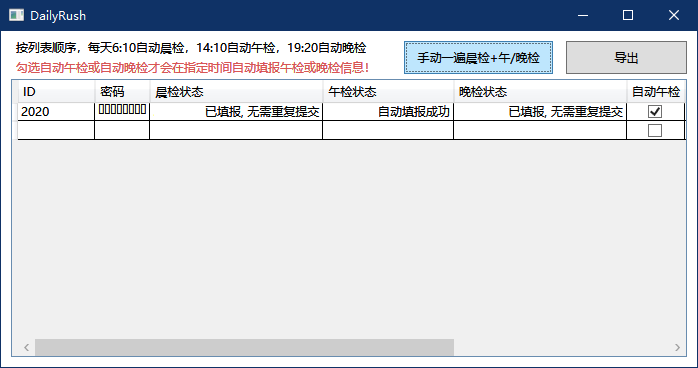 DailyRush
按列表顺序，每天6:10自动晨检，14:10自动午检，19:20自动晚检
勾选自动午检或自动晚检才会在指定时间自动填报午检或晚检信息！
手动一遍晨检+午/晚检
导出
ID 密码 晨检状态 午检状态 晚检状态 自动午检
2020 已填报, 无需重复提交 自动填报成功 已填报, 无需重复提交